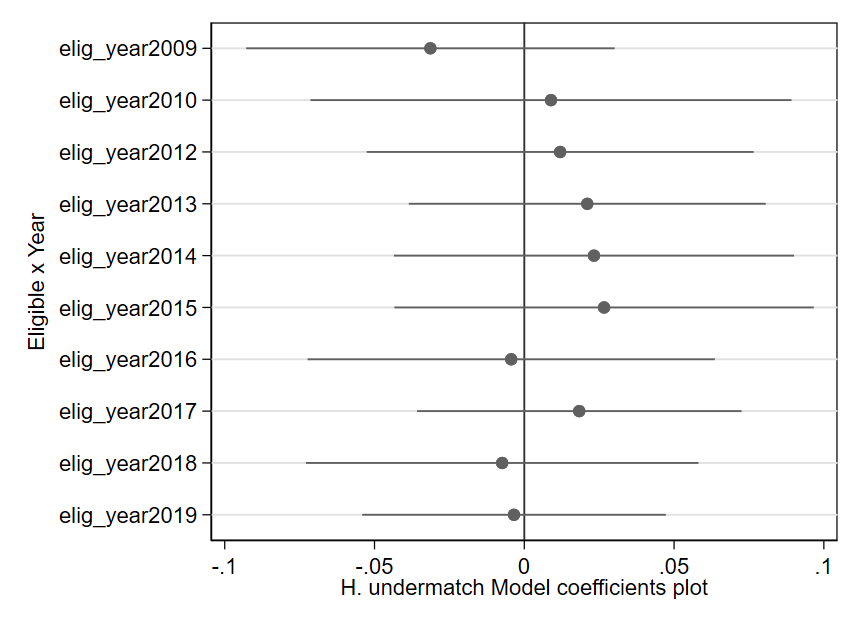 elig_year2009
elig_year2010
elig_year2012
elig_year2013
elig_year2014
elig_year2015
elig_year2016
elig_year2017
elig_year2018
elig_year2019
Eligible x Year
-.1 -.05 0 .05 .1
H. undermatch Model coefficients plot